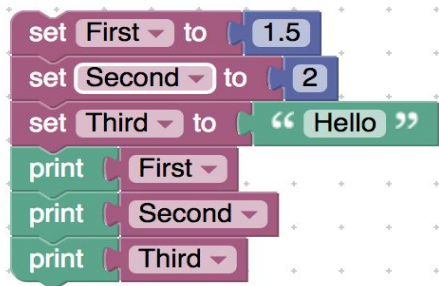 set First to 1.5
set Second to 2
set Third to “ Hello ”
print First
print Second
print Third